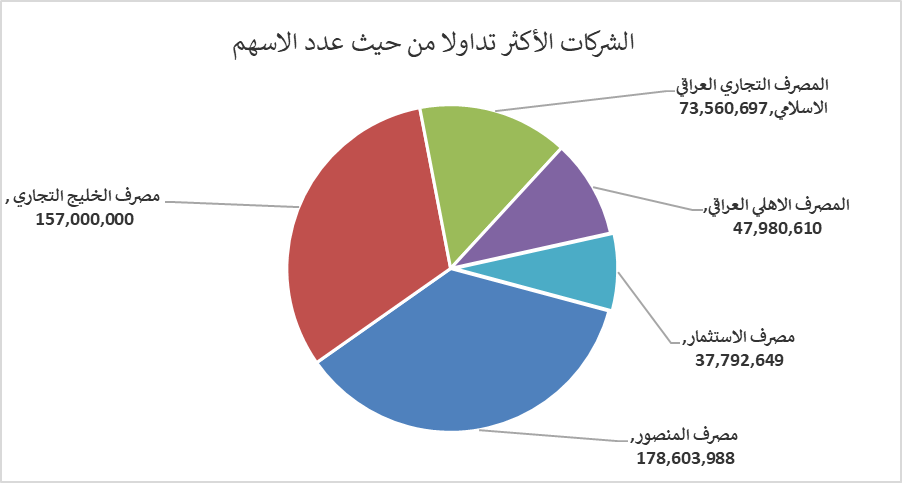 الشركات الأكثر تداولا من حيث عدد الاسهم
المصرف التجاري العراقي
الاسلامي, 73,560,697
مصرف الخليج التجاري ,
157,000,000
المصرف الاهلي العراقي,
47,980,610
مصرف الاستثمار,
37,792,649
مصرف المنصور,
178,603,988